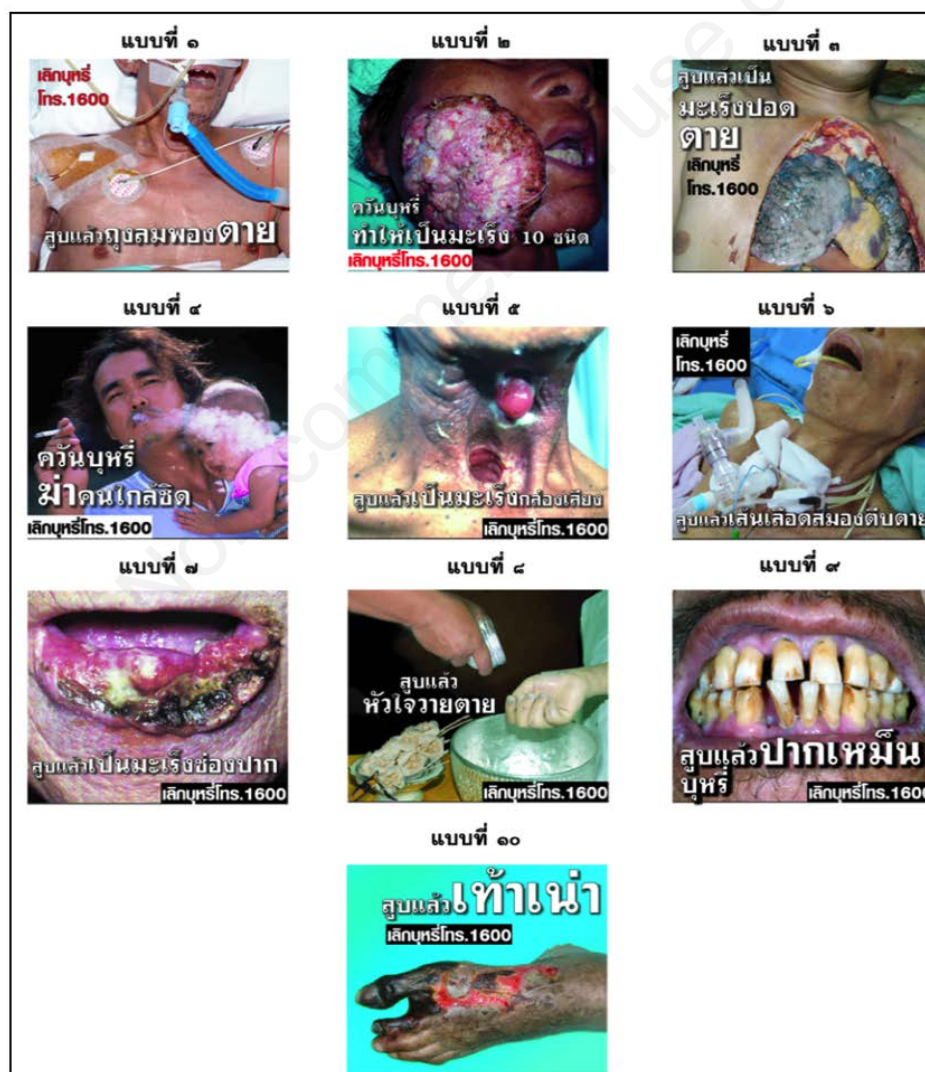 แบบที่ ๑
แบบที่ ๒
แบบที่ ๓
เลิกบุหรี่
โทร.1600
สูบแล้วถุงลมพองตาย
ควันบุหรี่
ทำให้เป็นมะเร็ง 10 ชนิด
เลิกบุหรี่โทร.1600
สูบแล้วเป็น
มะเร็งปอด
ตาย
เลิกบุหรี่
โทร.1600
แบบที่ ๔
แบบที่ ๕
แบบที่ ๖
ควันบุหรี่
ฆ่าคนใกล้ชิด
เลิกบุหรี่โทร.1600
สูบแล้วเป็นมะเร็งกล่องเสียง
เลิกบุหรี่โทร.1600
เลิกบุหรี่
โทร.1600
สูบแล้วเส้นเลือดสมองตีบตาย
แบบที่ ๗
แบบที่ ๘
แบบที่ ๙
สูบแล้วเป็นมะเร็งช่องปาก
เลิกบุหรี่โทร.1600
สูบแล้ว
หัวใจวายตาย
เลิกบุหรี่โทร.1600
สูบแล้วปากเหม็น
บุหรี่
เลิกบุหรี่โทร.1600
แบบที่ ๑๐
สูบแล้วเท้าเน่า
เลิกบุหรี่โทร.1600